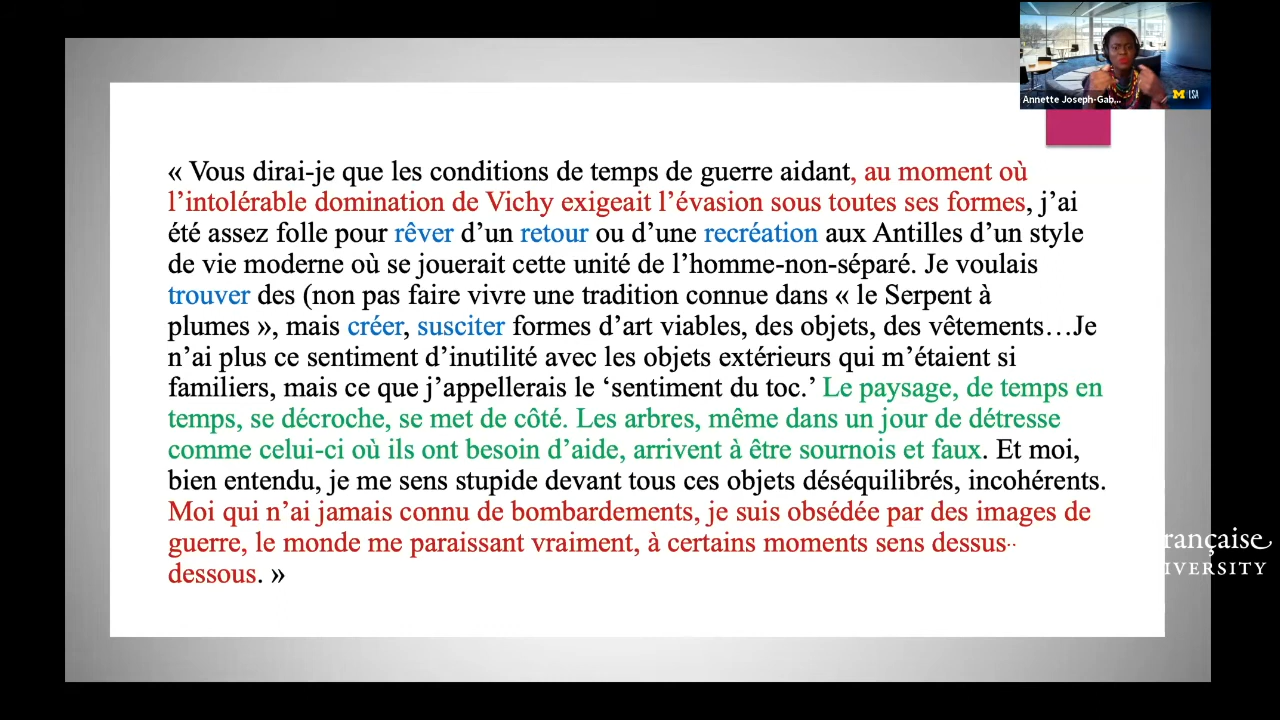 Annette Joseph-Gab...
M LSA
« Vous dirai-je que les conditions de temps de guerre aidant, au moment où
l’intolérable domination de Vichy exigeait l’évasion sous toutes ses formes, j’ai
été assez folle pour rêver d’un retour ou d’une recréation aux Antilles d’un style
de vie moderne où se jouerait cette unité de l’homme-non-séparé. Je voulais
trouver des (non pas faire vivre une tradition connue dans « le Serpent à
plumes », mais créer, susciter formes d’art viables, des objets, des vêtements…Je
n’ai plus ce sentiment d’inutilité avec les objets extérieurs qui m’étaient si
familiers, mais ce que j’appellerais le ‘sentiment du toc.’ Le paysage, de temps en
temps, se décroche, se met de côté. Les arbres, même dans un jour de détresse
comme celui-ci où ils ont besoin d’aide, arrivent à être sournois et faux. Et moi,
bien entendu, je me sens stupide devant tous ces objets déséquilibrés, incohérents.
Moi qui n’ai jamais connu de bombardements, je suis obsédée par des images de
guerre, le monde me paraissant vraiment, à certains moments sens dessus-
dessous. »
rançaise
IVERSITY